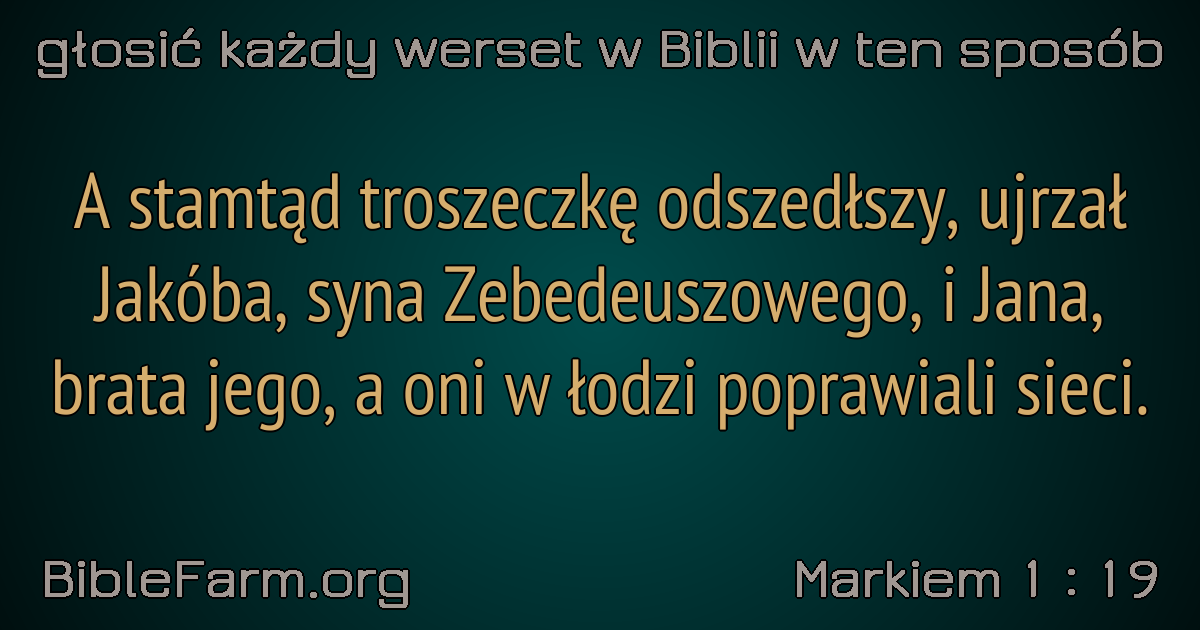 głosić każdy werset w Biblii w ten sposób
A stamtąd troszeczkę odszedłszy, ujrzał
Jakóba, syna Zebedeuszowego, i Jana,
brata jego, a oni w łodzi poprawiali sieci.
BibleFarm.org
Markiem 1 : 19